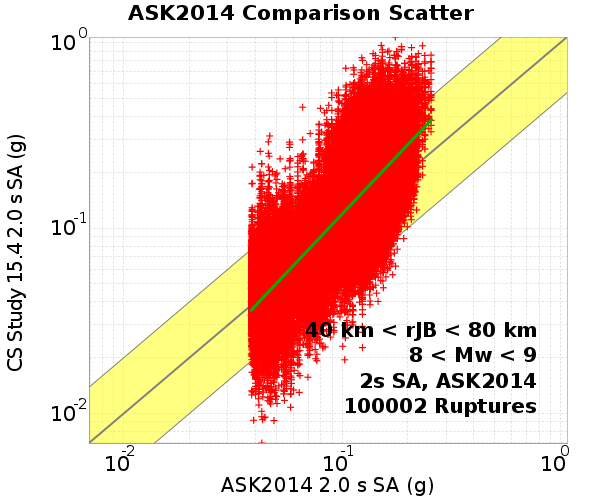 ASK2014 Comparison Scatter
CS Study 15.4 2.0 s SA (g)
10^0
10^-1
10^-2
40 km < rJB < 80 km
8 < Mw < 9
2s SA, ASK2014
100002 Ruptures
10^-2 10^-1 10^0
ASK2014 2.0 s SA (g)